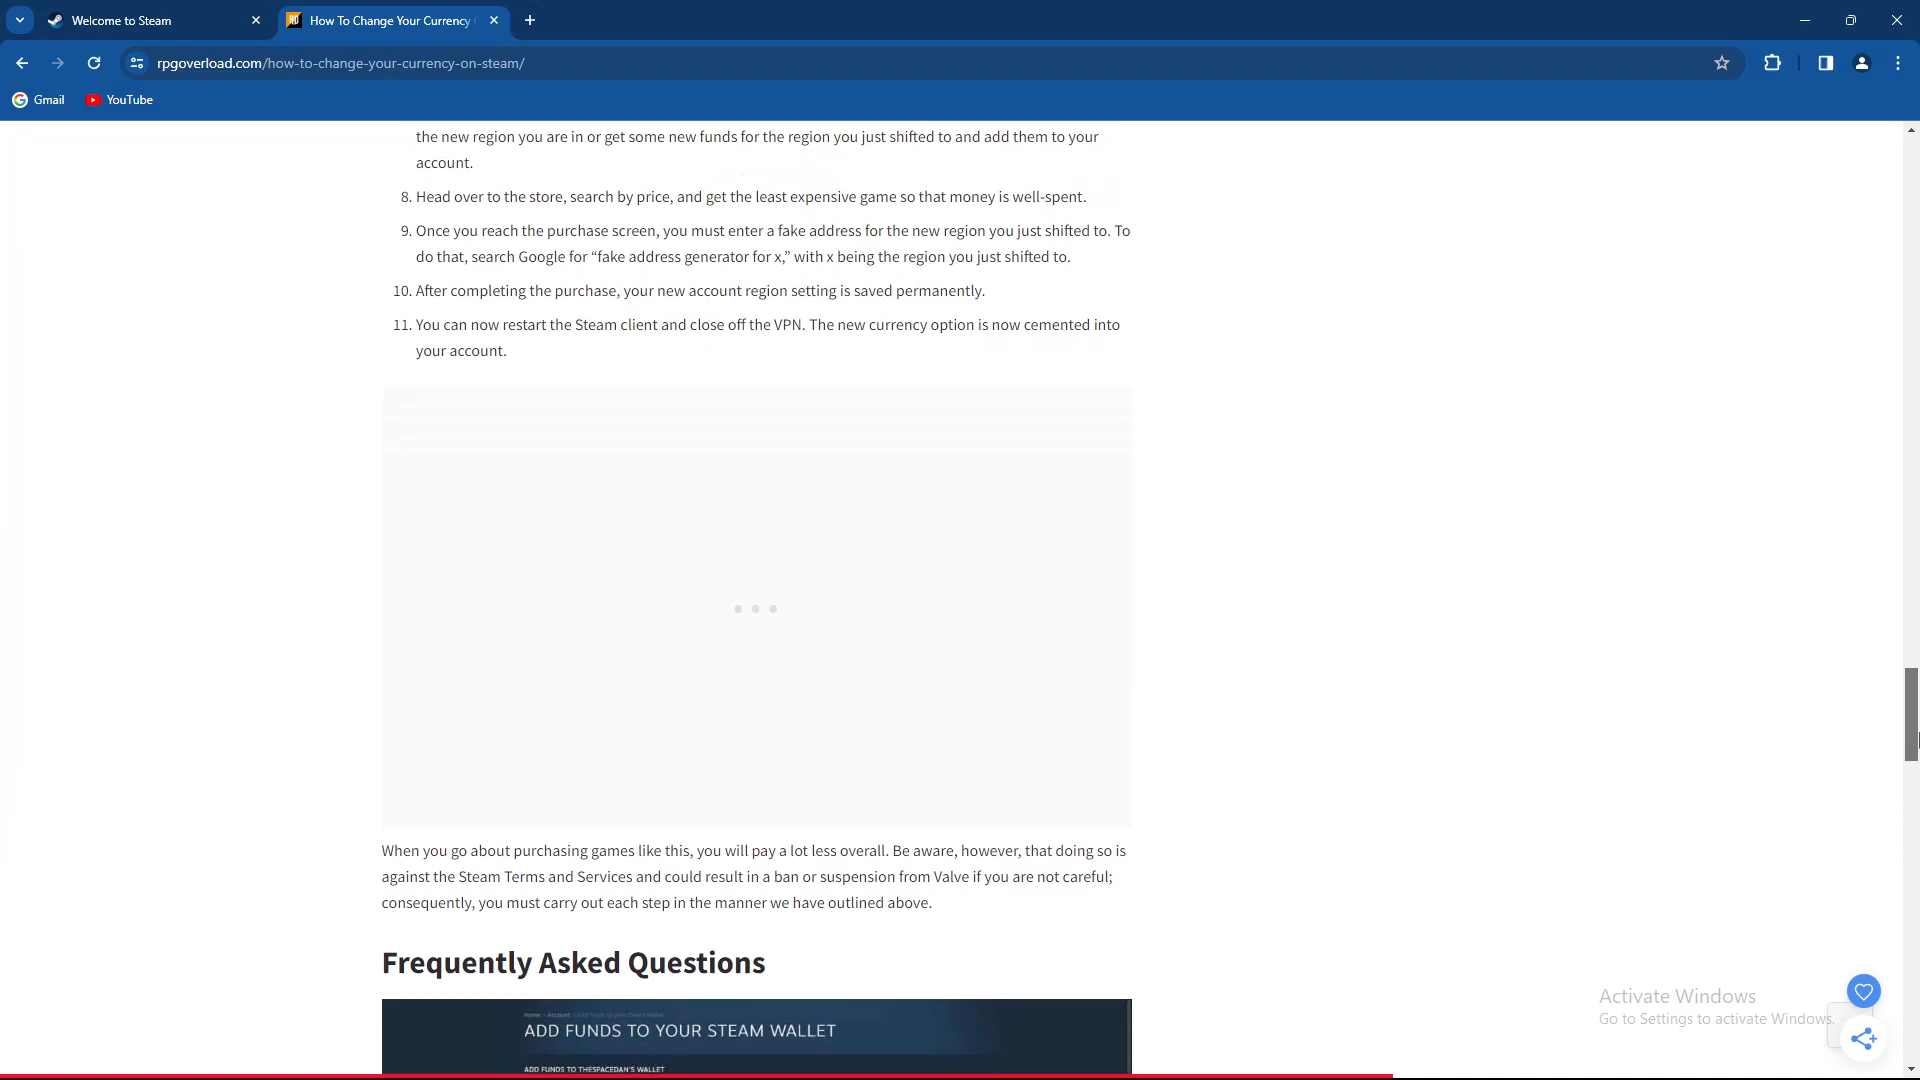 Welcome to Steam
How To Change Your Currency
rpgoverload.com/how-to-change-your-currency-on-steam/
Gmail
YouTube
the new region you are in or get some new funds for the region you just shifted to and add them to your
account.
8. Head over to the store, search by price, and get the least expensive game so that money is well-spent.
9. Once you reach the purchase screen, you must enter a fake address for the new region you just shifted to. To
do that, search Google for “fake address generator for x,” with x being the region you just shifted to.
10. After completing the purchase, your new account region setting is saved permanently.
11. You can now restart the Steam client and close off the VPN. The new currency option is now cemented into
your account.
When you go about purchasing games like this, you will pay a lot less overall. Be aware, however, that doing so is
against the Steam Terms and Services and could result in a ban or suspension from Valve if you are not careful;
consequently, you must carry out each step in the manner we have outlined above.
Frequently Asked Questions
Home > Account > Add funds to your Steam Wallet
ADD FUNDS TO YOUR STEAM WALLET
ADD FUNDS TO THESPACEDAN'S WALLET
Activate Windows
Go to Settings to activate Windows.